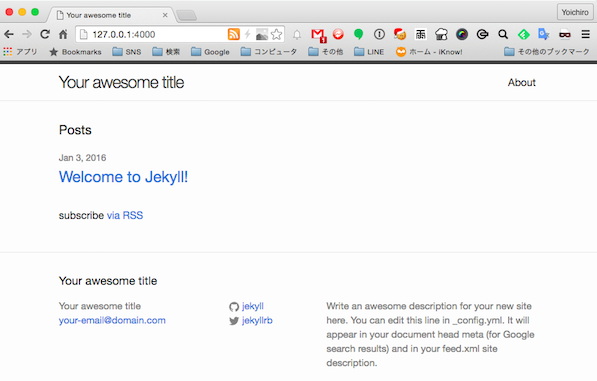 Your awesome title
Yoichiro
127.0.0.1:4000
1
アプリ Bookmarks SNS 検索 Google コンピュータ その他 LINE ホーム - iKnow! その他のブックマーク
Your awesome title
About
Posts
Jan 3, 2016
Welcome to Jekyll!
subscribe via RSS
Your awesome title
Your awesome title
your-email@domain.com
jekyll
jekyllrb
Write an awesome description for your new site
here. You can edit this line in _config.yml. It will
appear in your document head meta (for Google
search results) and in your feed.xml site
description.